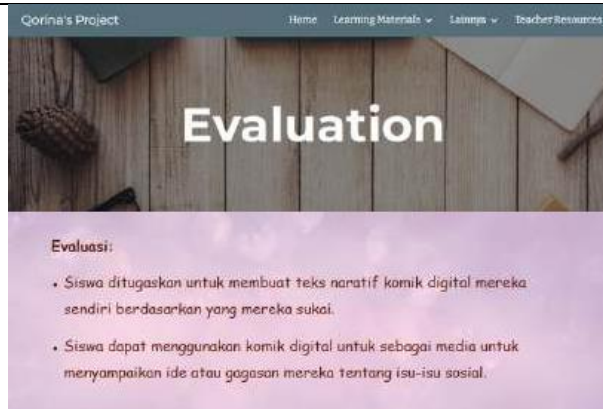 Qorina's Project Home Learning Materials Lainnya Teacher Resources
Evaluation
Evaluasi:
• Siswa ditugaskan untuk membuat teks naratif komik digital mereka
sendiri berdasarkan yang mereka sukai.
• Siswa dapat menggunakan komik digital untuk sebagai media untuk
menyampaikan ide atau gagasan mereka tentang isu-isu sosial.